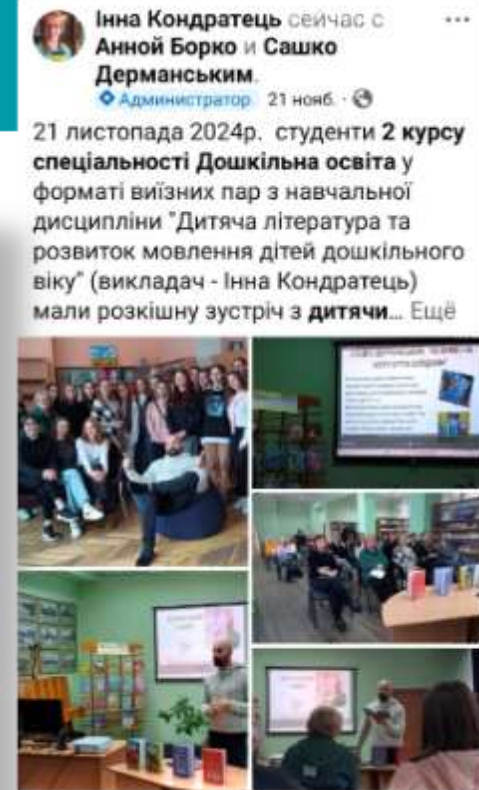 Інна Кондратець сейчас с
Анной Борко и Сашко
Дерманським.
Администратор 21 нояб. ·
21 листопада 2024р. студенти 2 курсу
спеціальності Дошкільна освіта у
форматі виїзних пар з навчальної
дисципліни "Дитяча література та
розвиток мовлення дітей дошкільного
віку" (викладач - Інна Кондратець)
мали розкішну зустріч з дитячи... Ещё